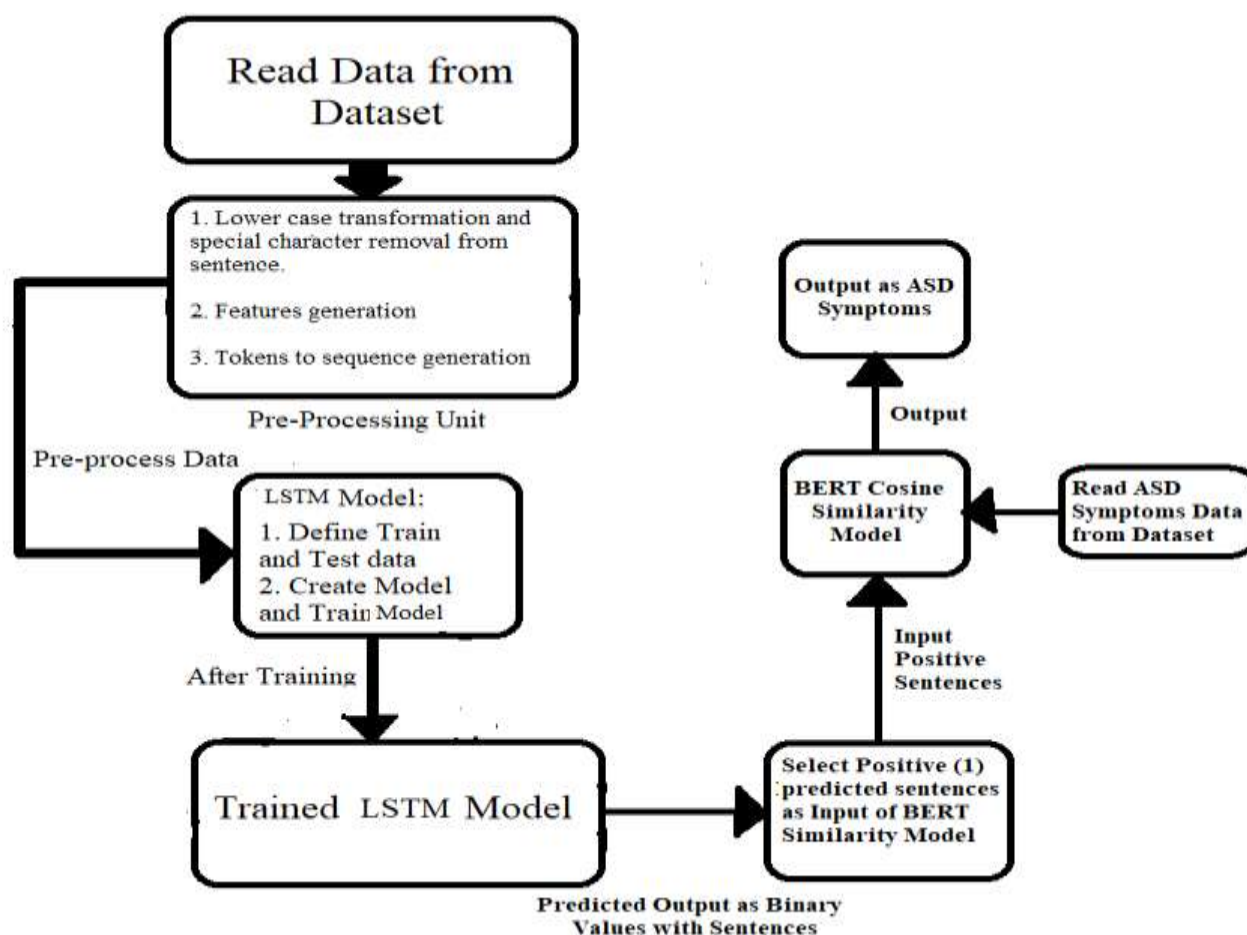 Read Data from
Dataset
1. Lower case transformation and
special character removal from
sentence.
2. Features generation
3. Tokens to sequence generation
Pre-Processing Unit
Pre-process Data
LSTM Model:
1. Define Train
and Test data
2. Create Model
and Train Model
After Training
Trained LSTM Model
Predicted Output as Binary
Values with Sentences
Select Positive (1)
predicted sentences
as Input of BERT
Similarity Model
Input
Positive
Sentences
BERT Cosine
Similarity
Model
Read ASD
Symptoms Data
from Dataset
Output
Output as ASD
Symptoms